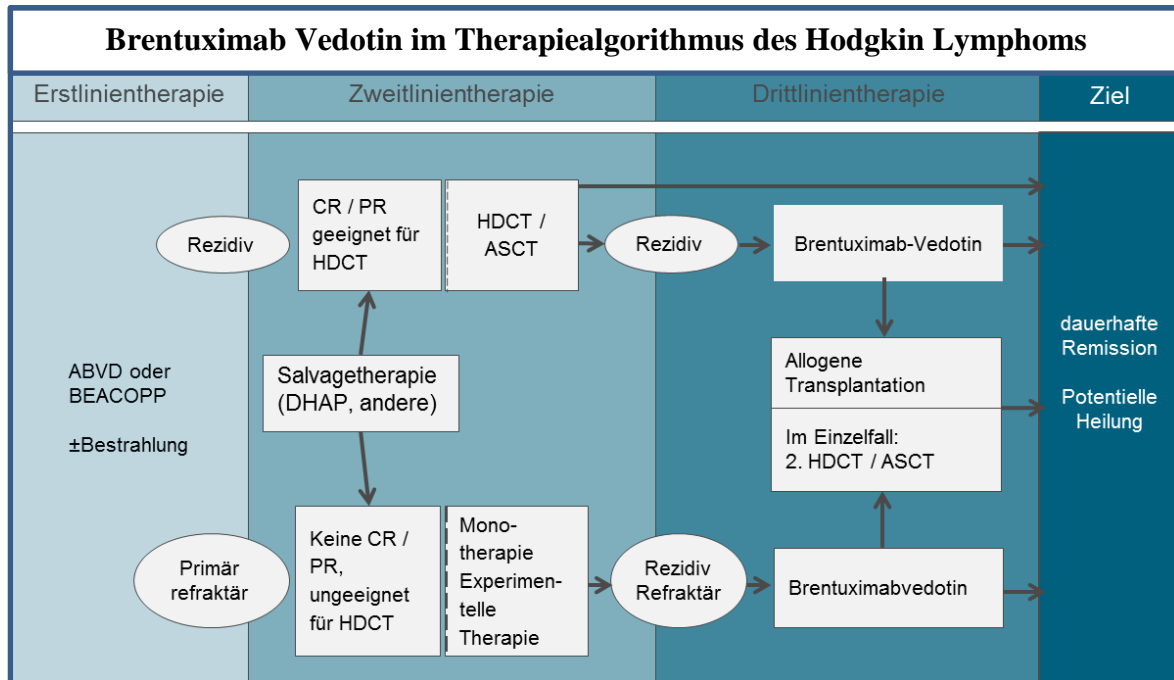 Brentuximab Vedotin im Therapiealgorithmus des Hodgkin Lymphoms
Erstlinientherapie
Zweitlinientherapie
Drittlinientherapie
Ziel
CR / PR
geeignet für
HDCT
HDCT /
ASCT
Rezidiv
Rezidiv
Brentuximab-Vedotin
ABVD oder
BEACOPP
±Bestrahlung
Salvagetherapie
(DHAP, andere)
Allogene
Transplantation
Im Einzelfall:
2. HDCT / ASCT
dauerhafte
Remission
Potentielle
Heilung
Primär
refraktär
Keine CR /
PR,
ungeeignet
für HDCT
Mono-
therapie
Experimen-
telle
Therapie
Rezidiv
Refraktär
Brentuximabvedotin